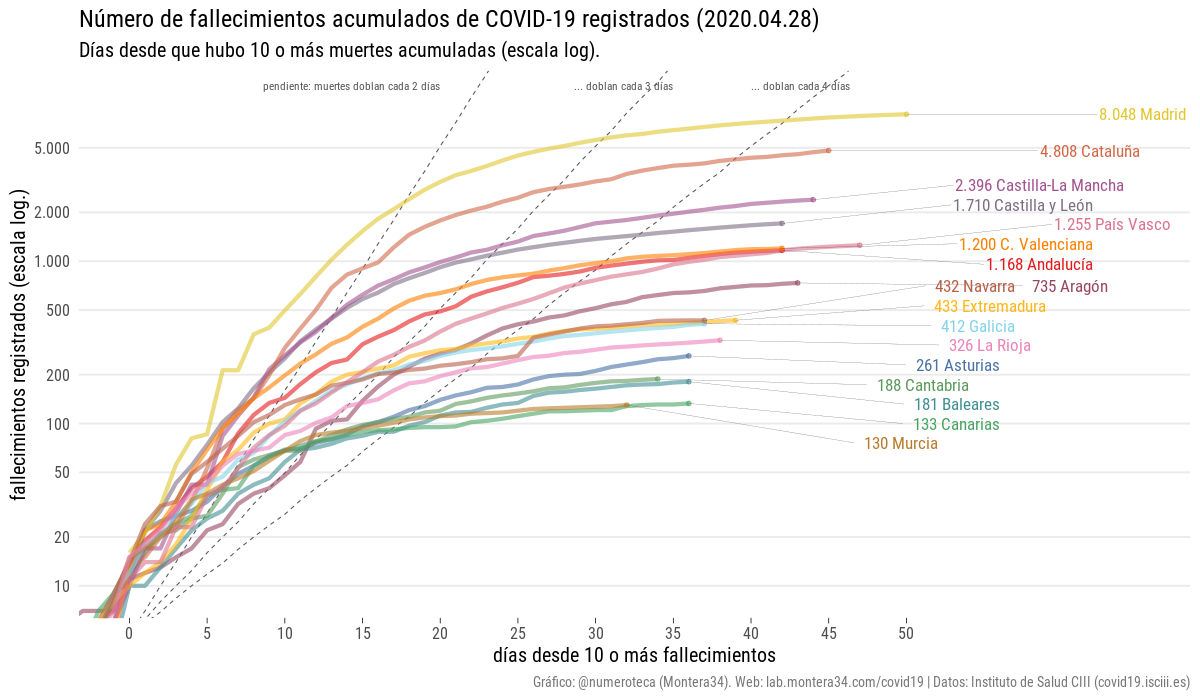 Número de fallecimientos acumulados de COVID-19 registrados (2020.04.28)
Días desde que hubo 10 o más muertes acumuladas (escala log).
pendiente: muertes doblan cada 2 días
... doblan cada 3 días
... doblan cada 4 días
fallecimientos registrados (escala log.)
5.000
2.000
1.000
500
200
100
50
20
10
8.048 Madrid
4.808 Cataluña
2.396 Castilla-La Mancha
1.710 Castilla y León
1.255 País Vasco
1.200 C. Valenciana
1.168 Andalucía
432 Navarra
735 Aragón
433 Extremadura
412 Galicia
326 La Rioja
261 Asturias
188 Cantabria
181 Baleares
133 Canarias
130 Murcia
0 5 10 15 20 25 30 35 40 45 50
días desde 10 o más fallecimientos
Gráfico: @numeroteca (Montera34). Web: lab.montera34.com/covid19 | Datos: Instituto de Salud CIII (covid19.isciii.es)